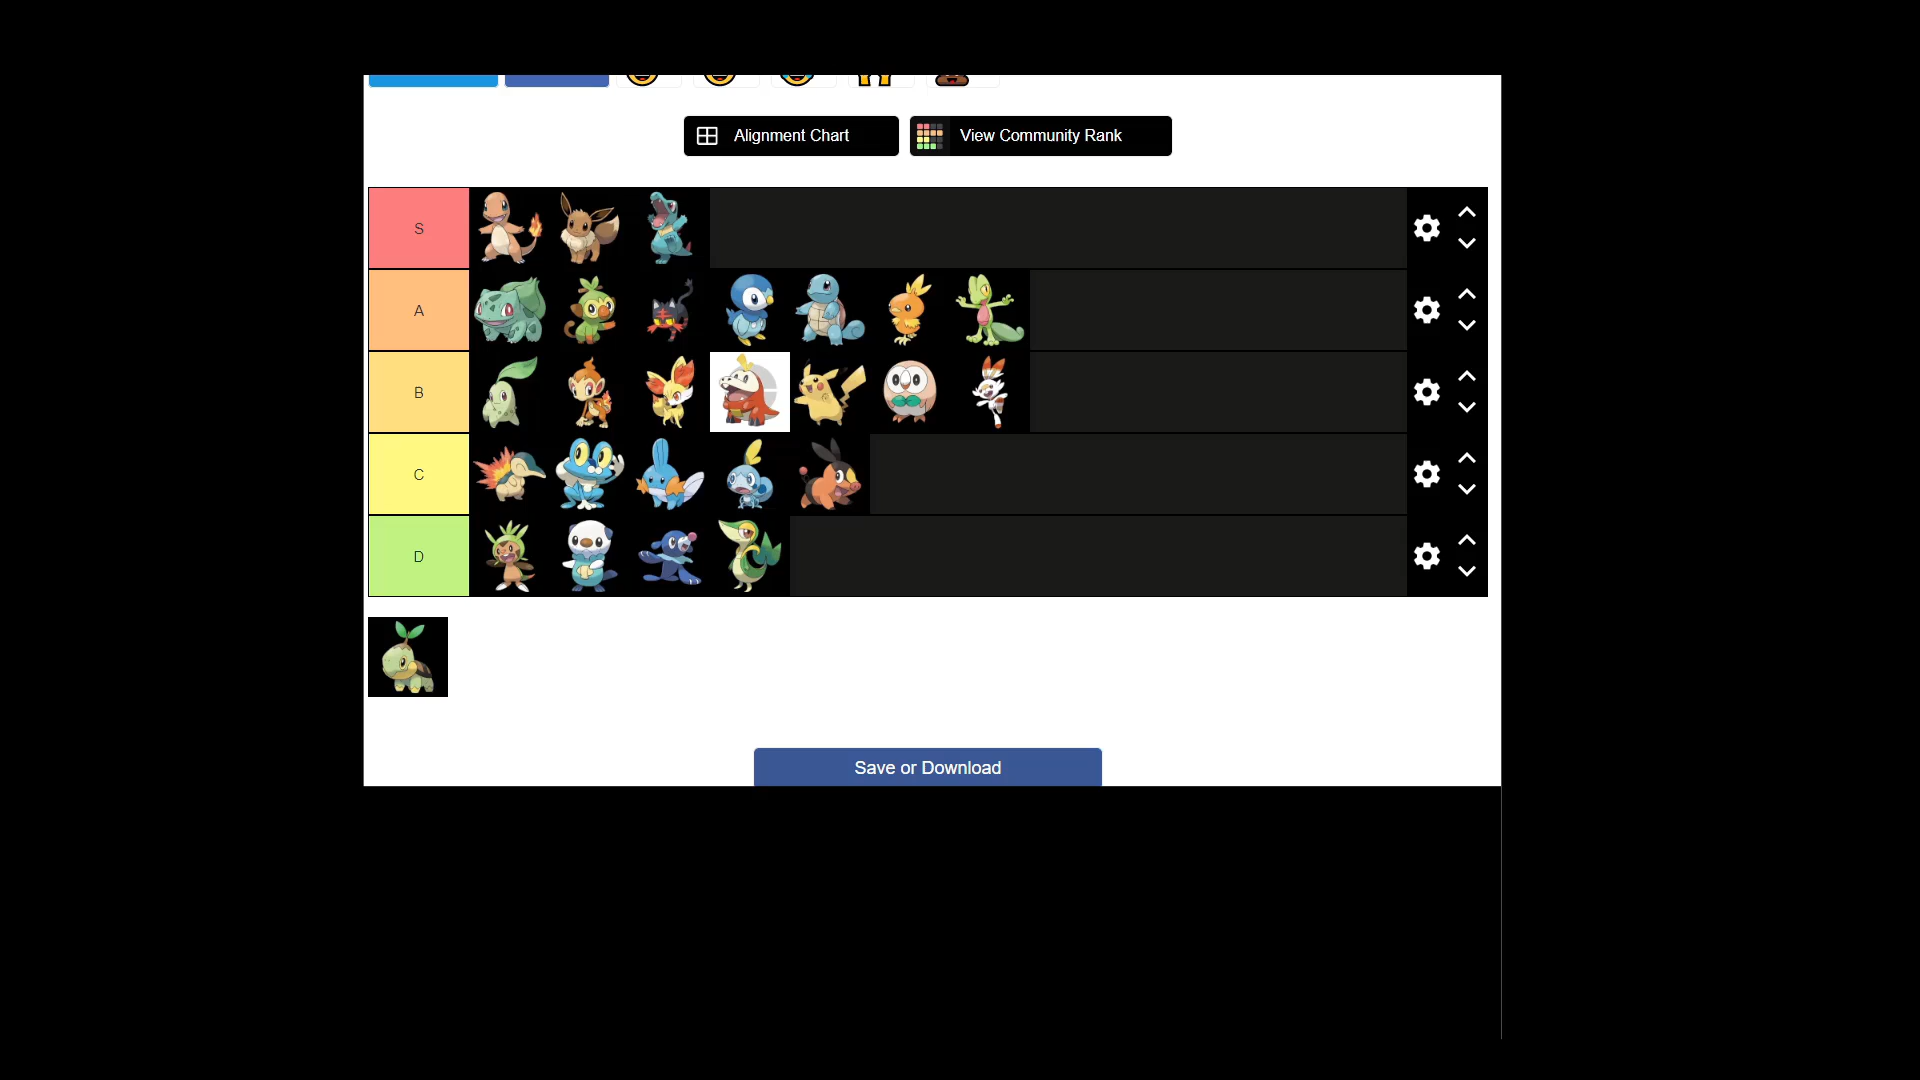 Alignment Chart
View Community Rank
S
A
B
C
D
Save or Download